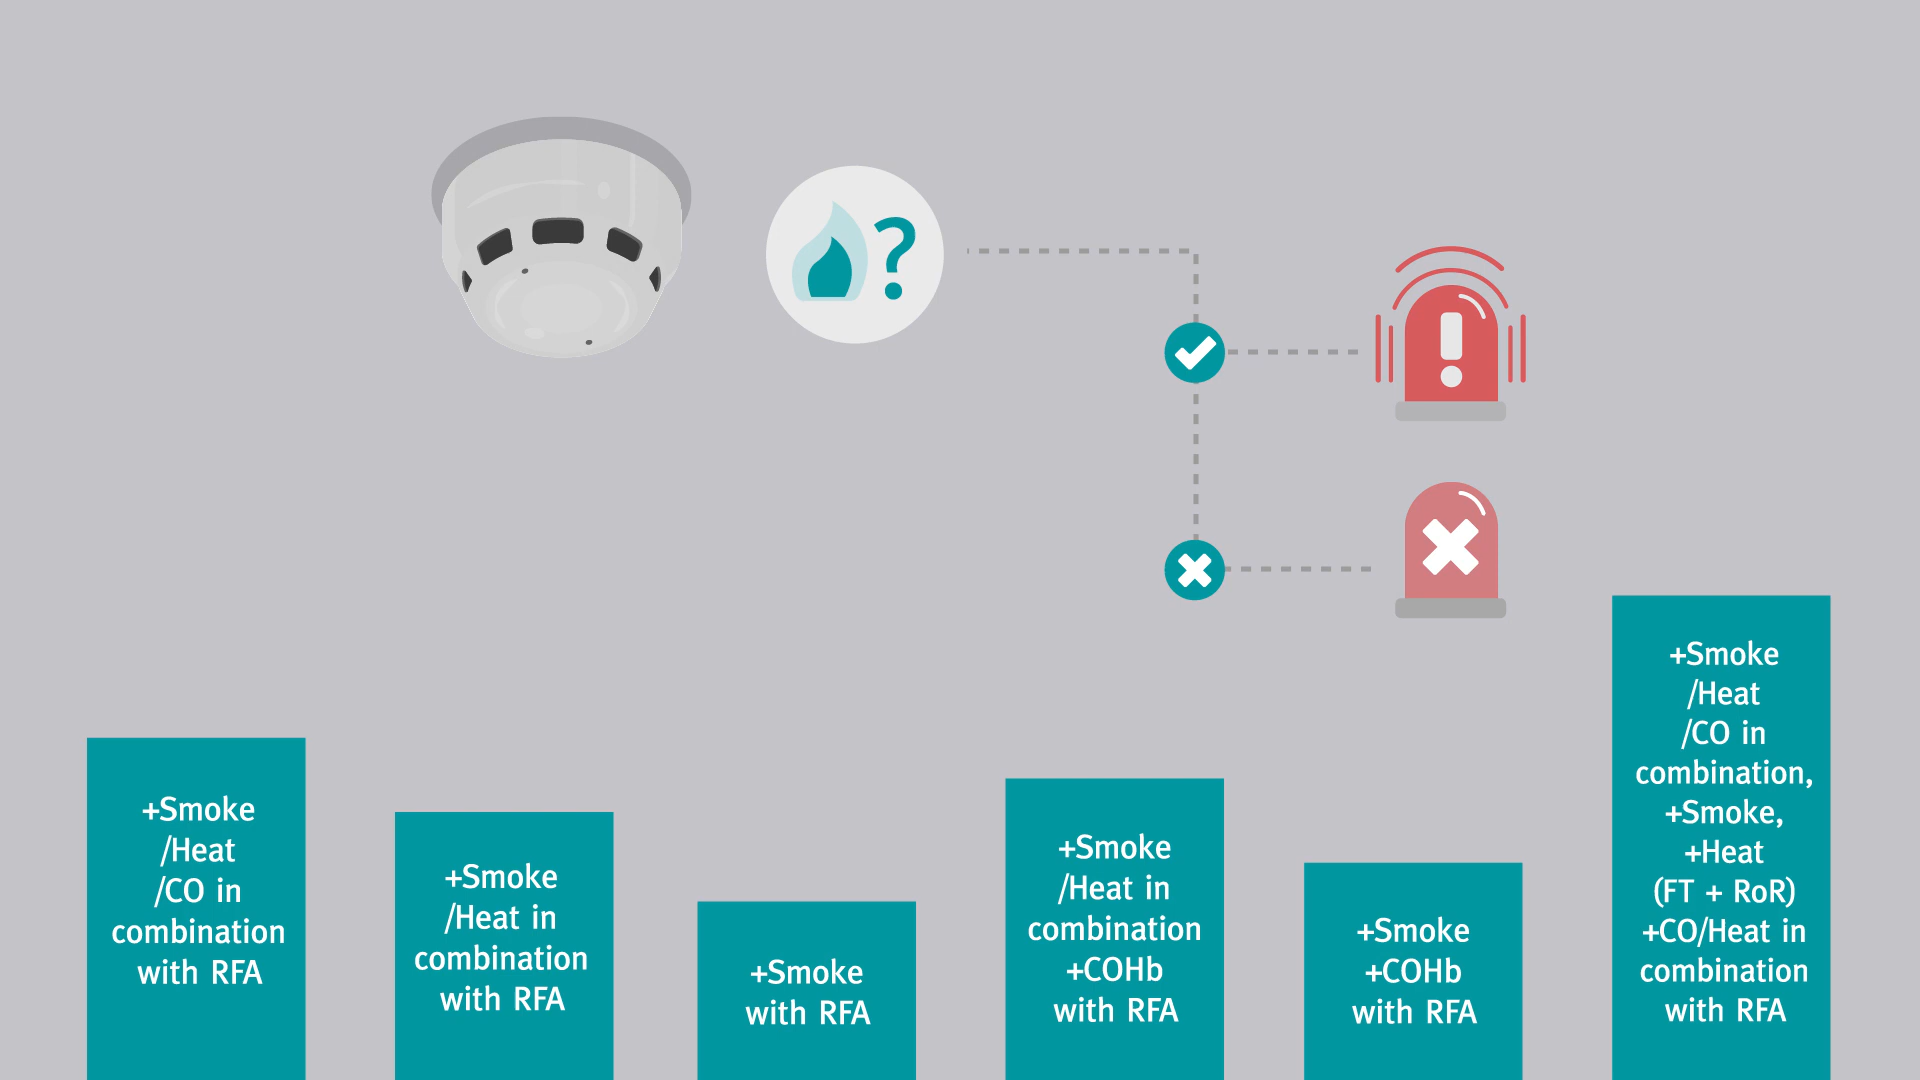 ?
+Smoke
/Heat
/CO in
combination
with RFA
+Smoke
/Heat in
combination
with RFA
+Smoke
with RFA
+Smoke
/Heat in
combination
+COHb
with RFA
+Smoke
+COHb
with RFA
+Smoke
/Heat
/CO in
combination,
+Smoke,
+Heat
(FT + RoR)
+CO/Heat in
combination
with RFA